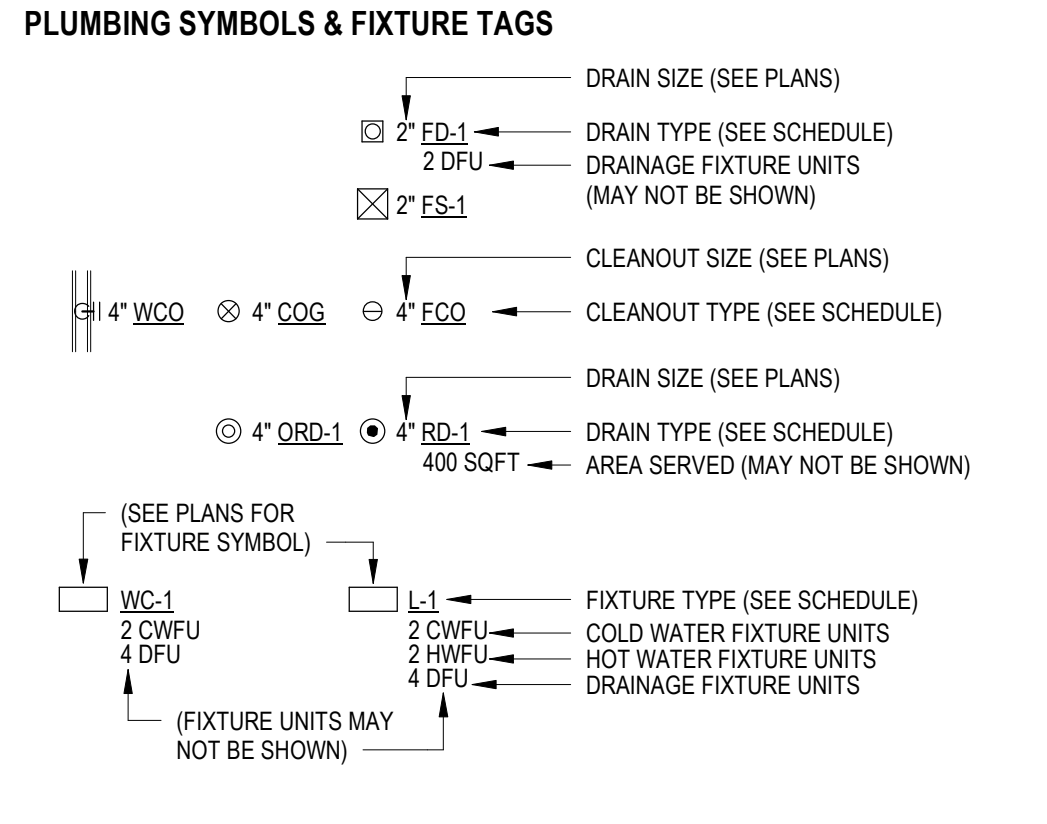 PLUMBING SYMBOLS & FIXTURE TAGS
DRAIN SIZE (SEE PLANS)
2" FD-1 DRAIN TYPE (SEE SCHEDULE)
2 DFU DRAINAGE FIXTURE UNITS
(MAY NOT BE SHOWN)
2" FS-1
CLEANOUT SIZE (SEE PLANS)
4" WCO 4" COG 4" FCO CLEANOUT TYPE (SEE SCHEDULE)
DRAIN SIZE (SEE PLANS)
4" ORD-1 4" RD-1 DRAIN TYPE (SEE SCHEDULE)
400 SQFT AREA SERVED (MAY NOT BE SHOWN)
(SEE PLANS FOR
FIXTURE SYMBOL)
WC-1 L-1 FIXTURE TYPE (SEE SCHEDULE)
2 CWFU 2 CWFU COLD WATER FIXTURE UNITS
4 DFU 2 HWFU HOT WATER FIXTURE UNITS
4 DFU DRAINAGE FIXTURE UNITS
(FIXTURE UNITS MAY
NOT BE SHOWN)